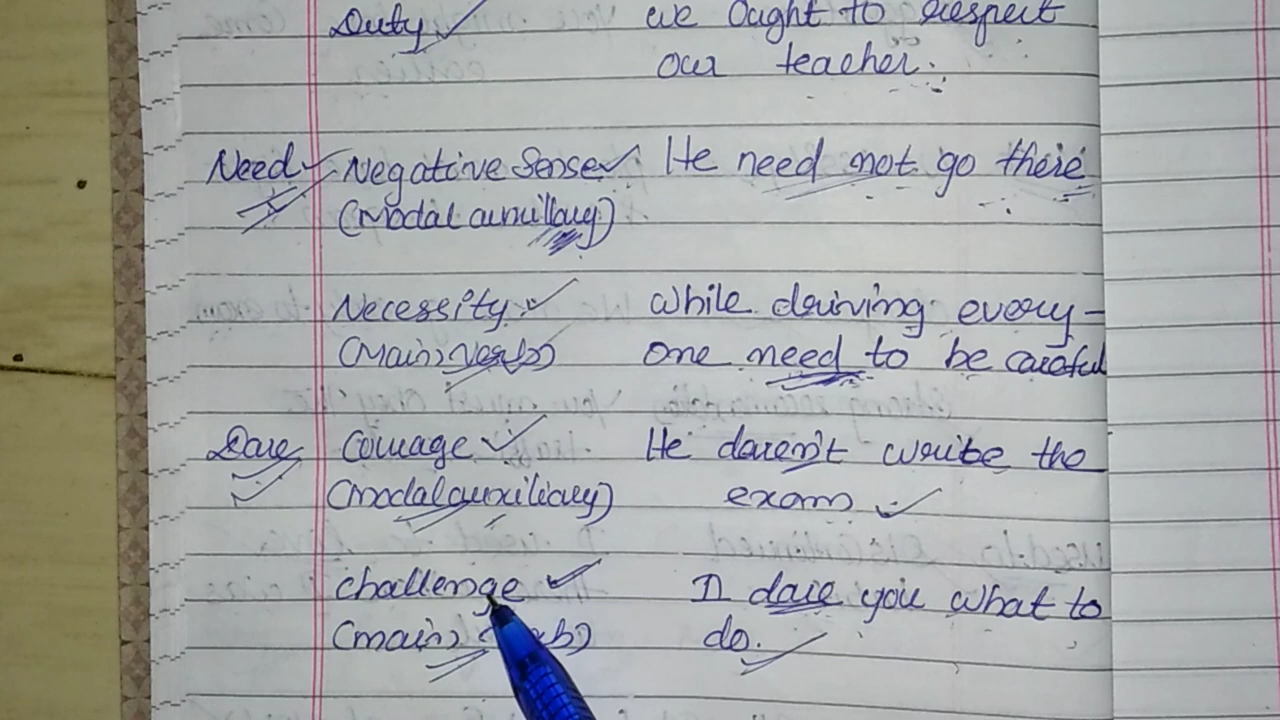 Duty we ought to respect
our teacher.
Need Negative Sense He need not go there
(Modal auxillary)
Necessity while driving every-
(Main verb) one need to be careful
Dare Courage He daren't write the
(modal auxiliary) exam
challenge I dare you what to
(main verb) do.